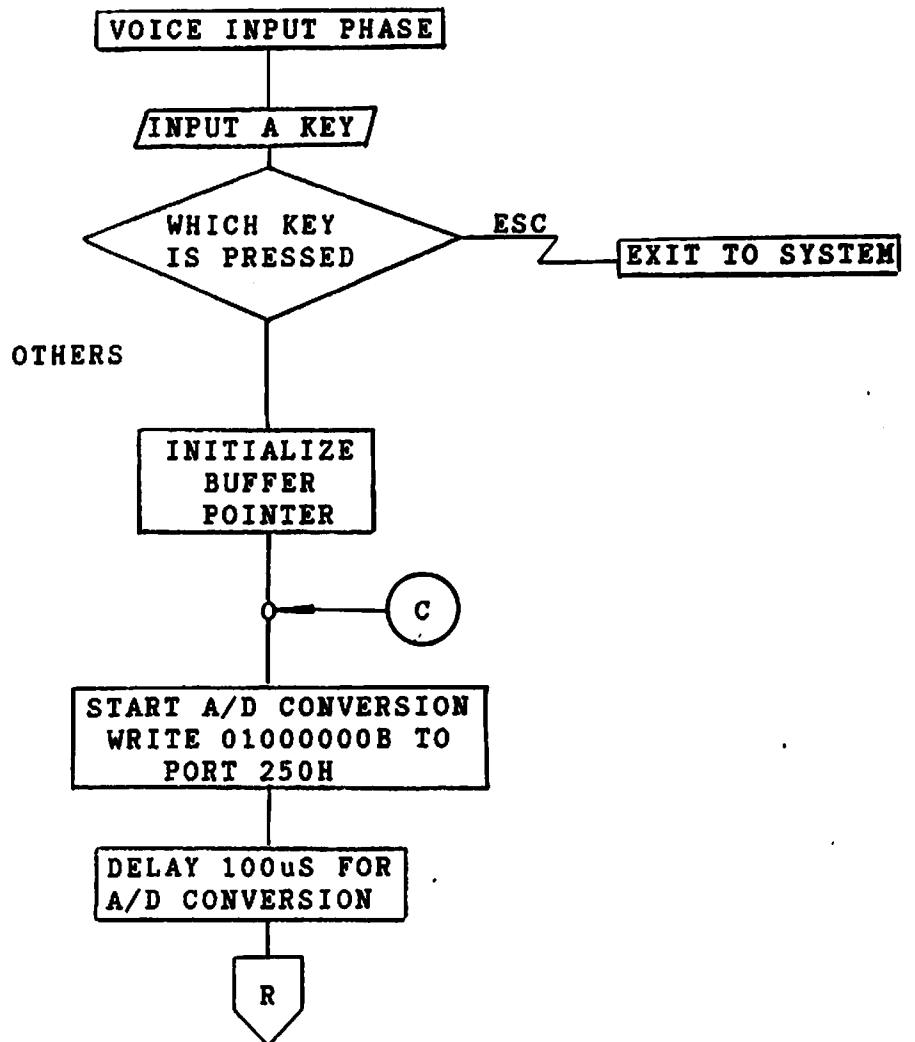 VOICE INPUT PHASE
INPUT A KEY
WHICH KEY
IS PRESSED
ESC
EXIT TO SYSTEM
OTHERS
INITIALIZE
BUFFER
POINTER
C
START A/D CONVERSION
WRITE 01000000B TO
PORT 250H
DELAY 100uS FOR
A/D CONVERSION
R